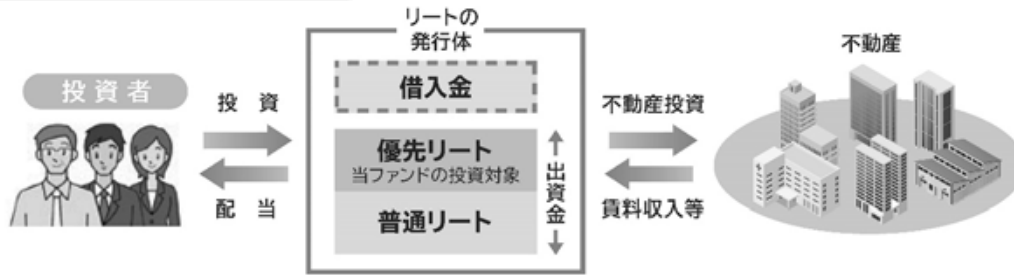 リートの
発行体
不動産
投資者
投資
借入金
不動産投資
優先リート
当ファンドの投資対象
出資金
配当
普通リート
賃料収入等